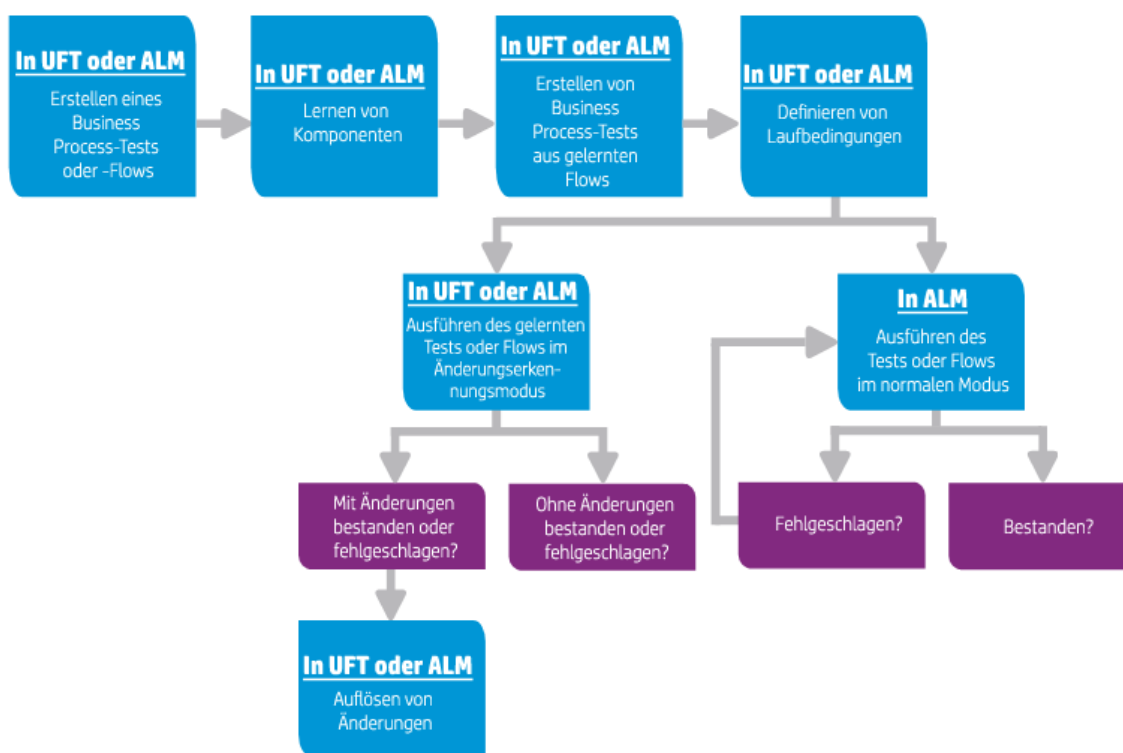 In UFT oder ALM
Erstellen eines
Business
Process-Tests
oder -Flows
In UFT oder ALM
Lernen von
Komponenten
In UFT oder ALM
Erstellen von
Business
Process-Tests
aus gelernten
Flows
In UFT oder ALM
Definieren von
Laufbedingungen
In UFT oder ALM
Ausführen des gelernten
Tests oder Flows im
Änderungserken-
nungsmodus
In ALM
Ausführen des
Tests oder Flows
im normalen Modus
Mit Änderungen
bestanden oder
fehlgeschlagen?
Ohne Änderungen
bestanden oder
fehlgeschlagen?
Fehlgeschlagen?
Bestanden?
In UFT oder ALM
Auflösen von
Änderungen